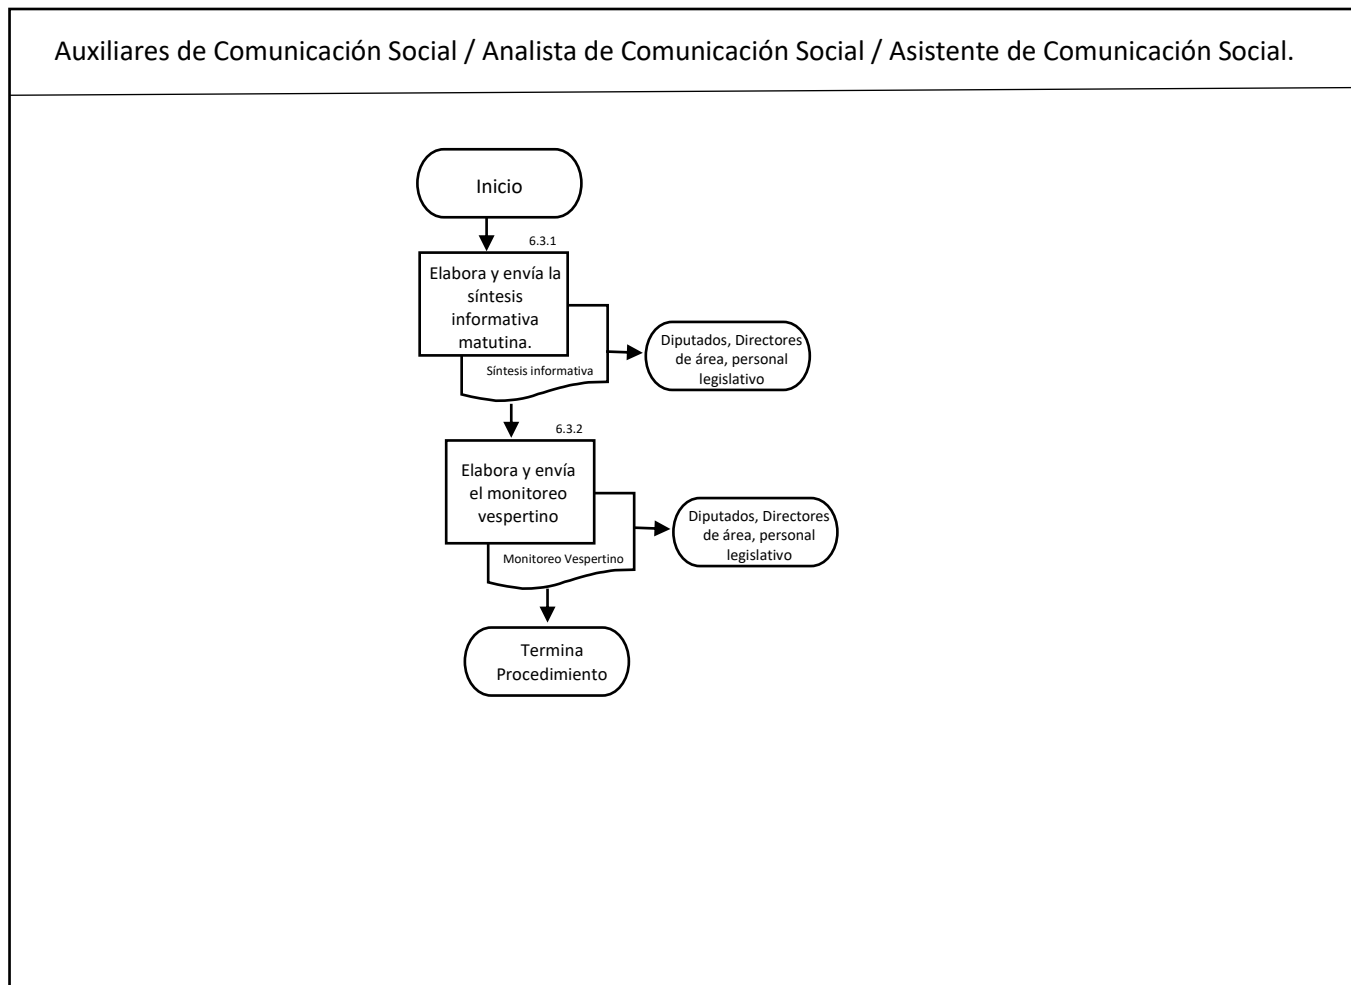 Auxiliares de Comunicación Social / Analista de Comunicación Social / Asistente de Comunicación Social.
Inicio
6.3.1
Elabora y envía la
síntesis
informativa
matutina.
Síntesis informativa
Diputados, Directores
de área, personal
legislativo
6.3.2
Elabora y envía
el monitoreo
vespertino
Monitoreo Vespertino
Diputados, Directores
de área, personal
legislativo
Termina
Procedimiento